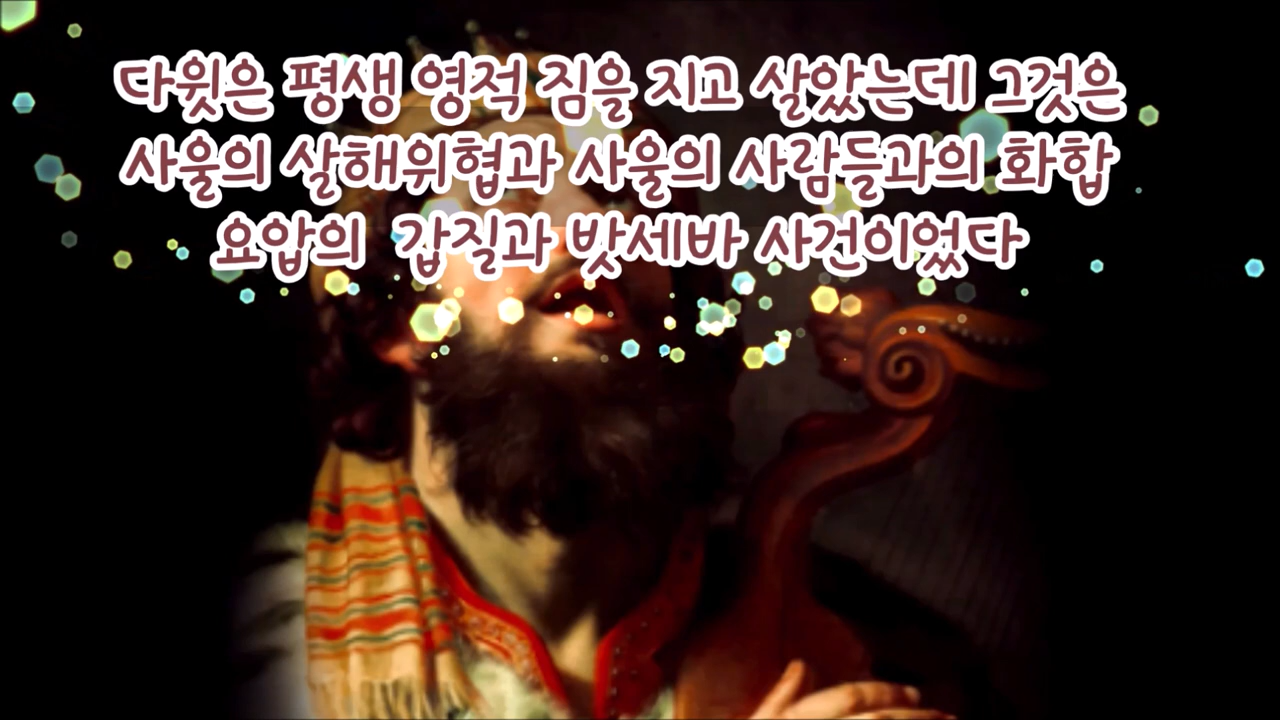 다윗은 평생 영적 짐을 지고 살았는데 그것은
사울의 살해위협과 사울의 사람들과의 화합
요압의 갑질과 밧세바 사건이었다